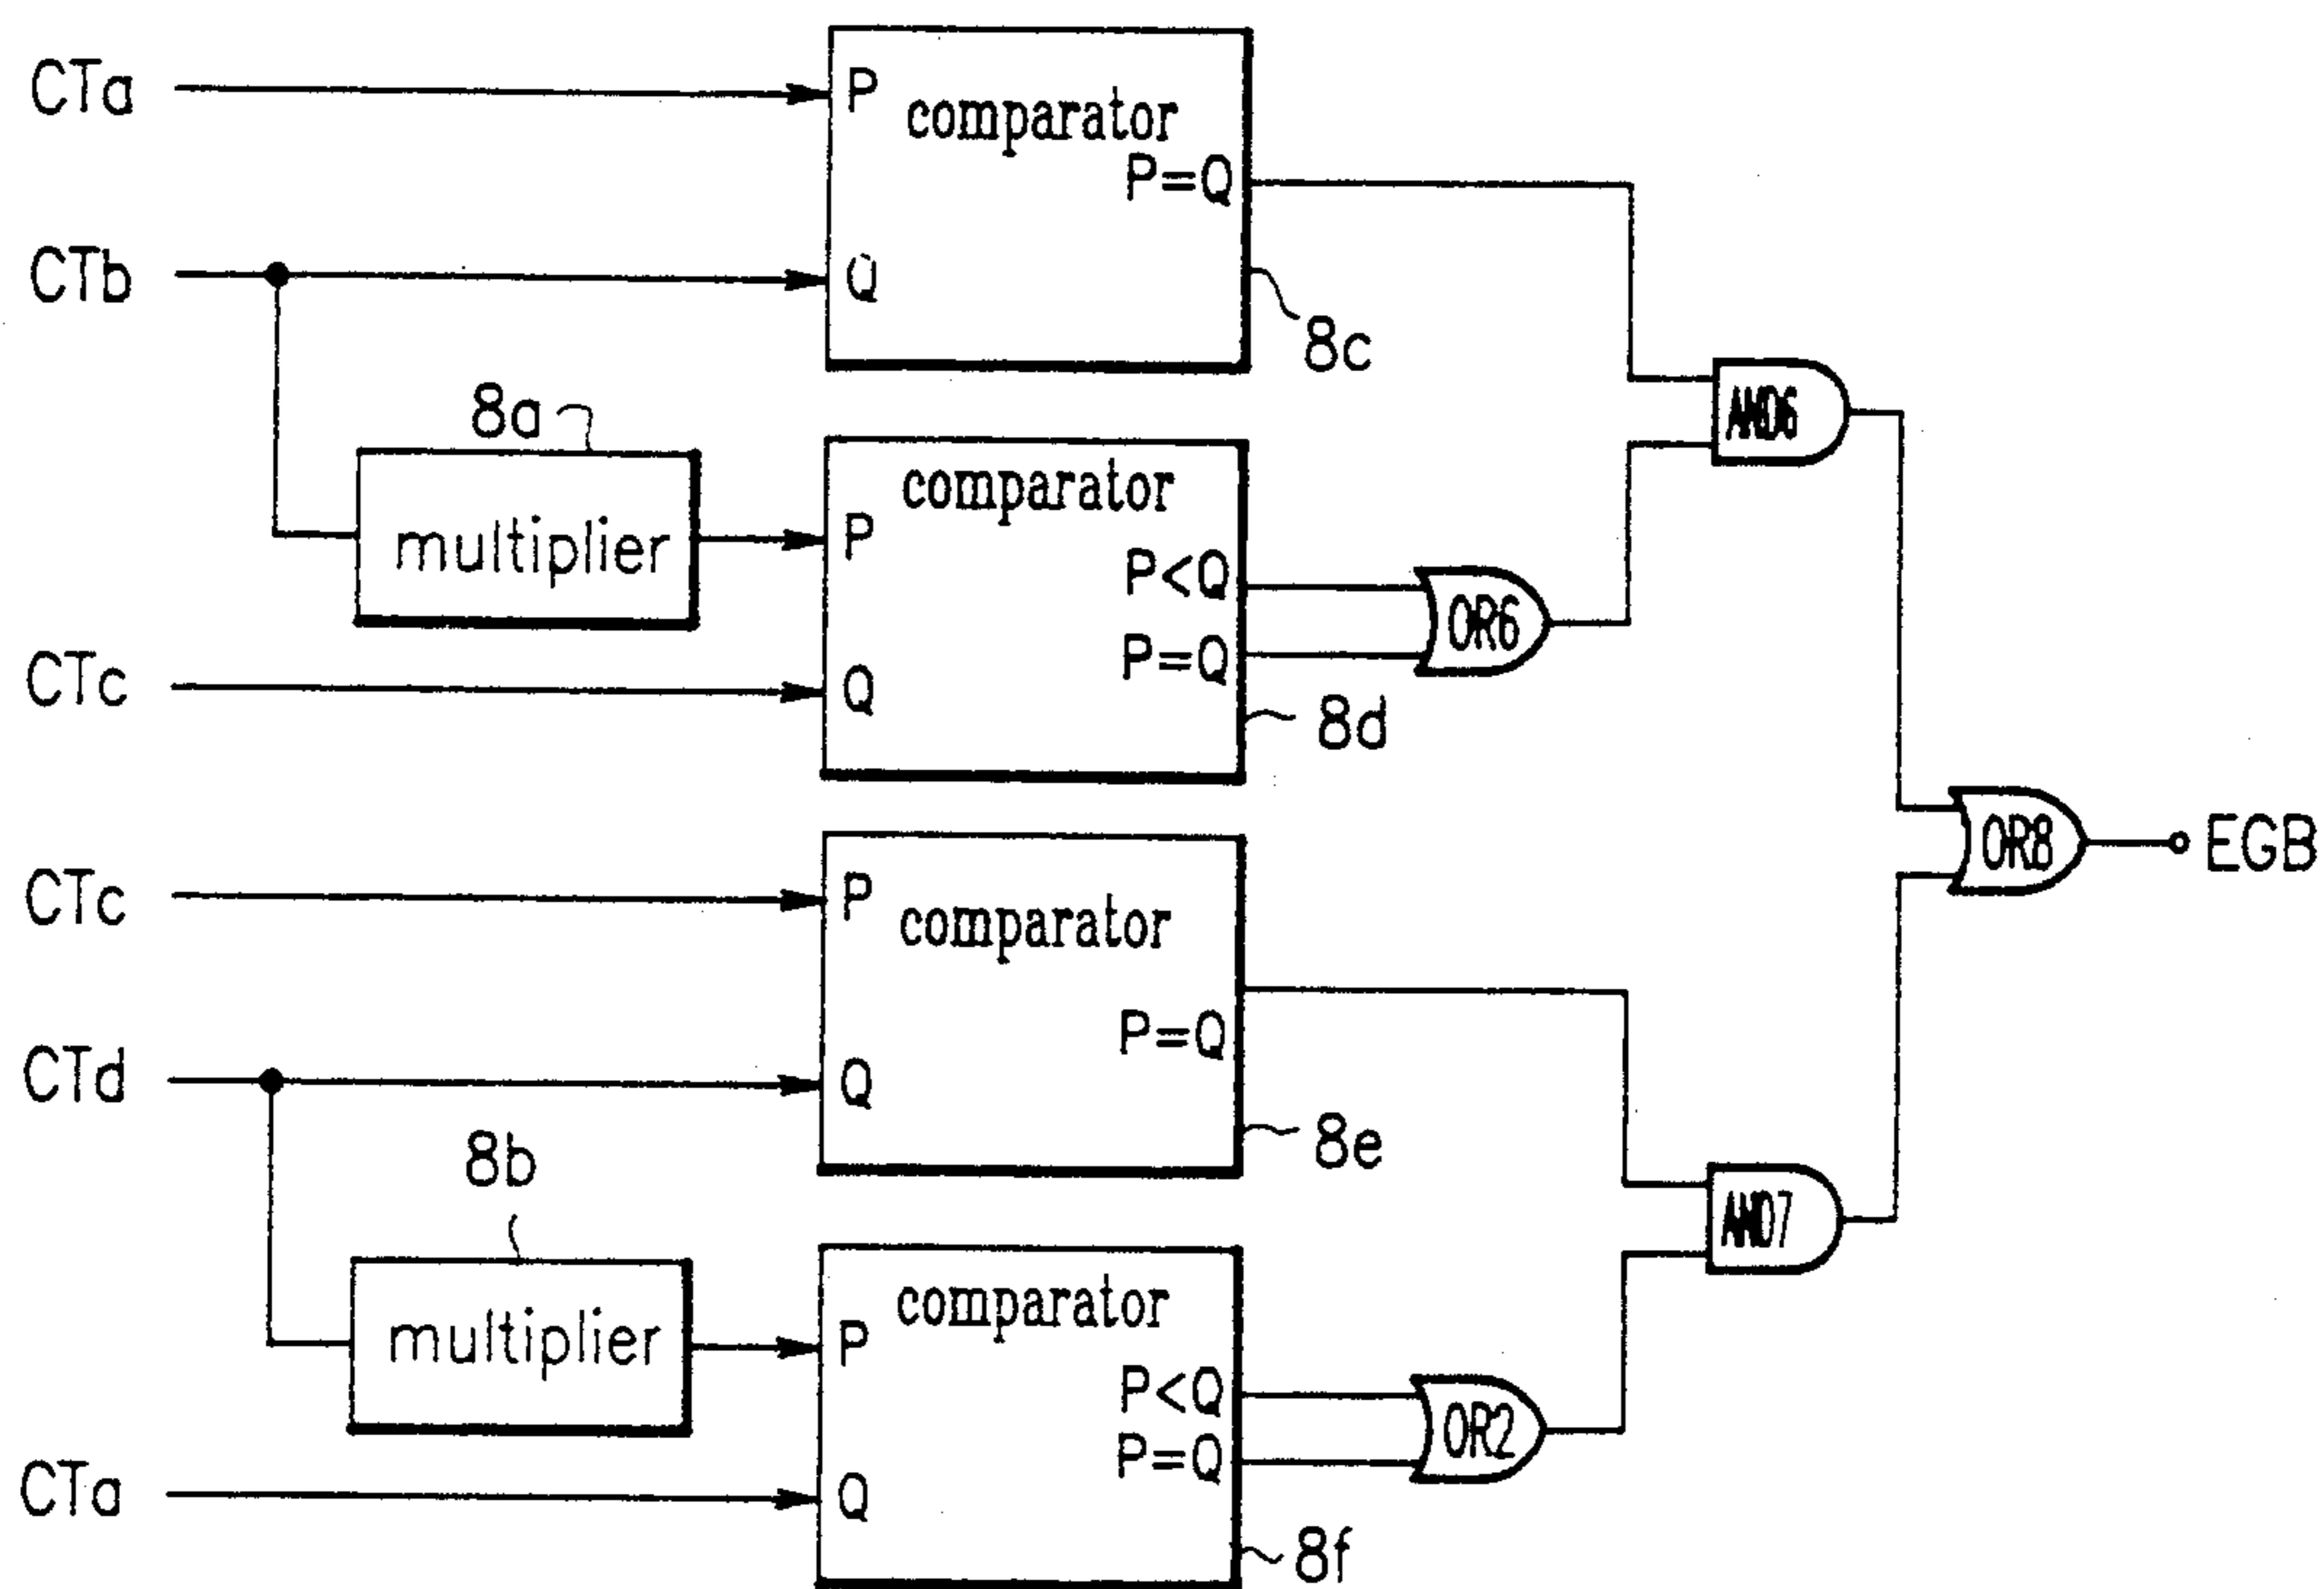 CTa
P
comparator
P=Q
CTb
Q
8c
8a
AND6
comparator
multiplier
P
P<Q
OR6
P=Q
CTc
Q
8d
OR8
EGB
CTc
P
comparator
P=Q
CTd
Q
8e
8b
AND7
comparator
multiplier
P
P<Q
OR2
P=Q
CTa
Q
8f